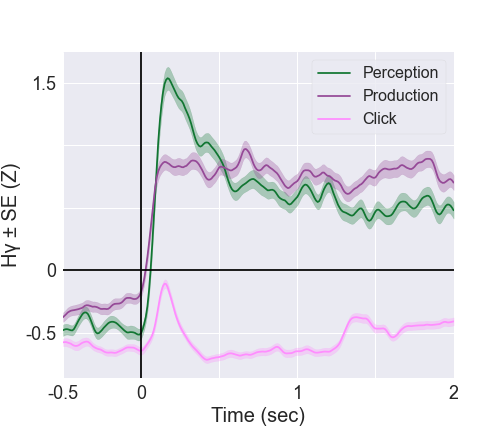 Perception
Production
Click
1.5
0
-0.5
Hγ ± SE (Z)
-0.5
0
1
2
Time (sec)